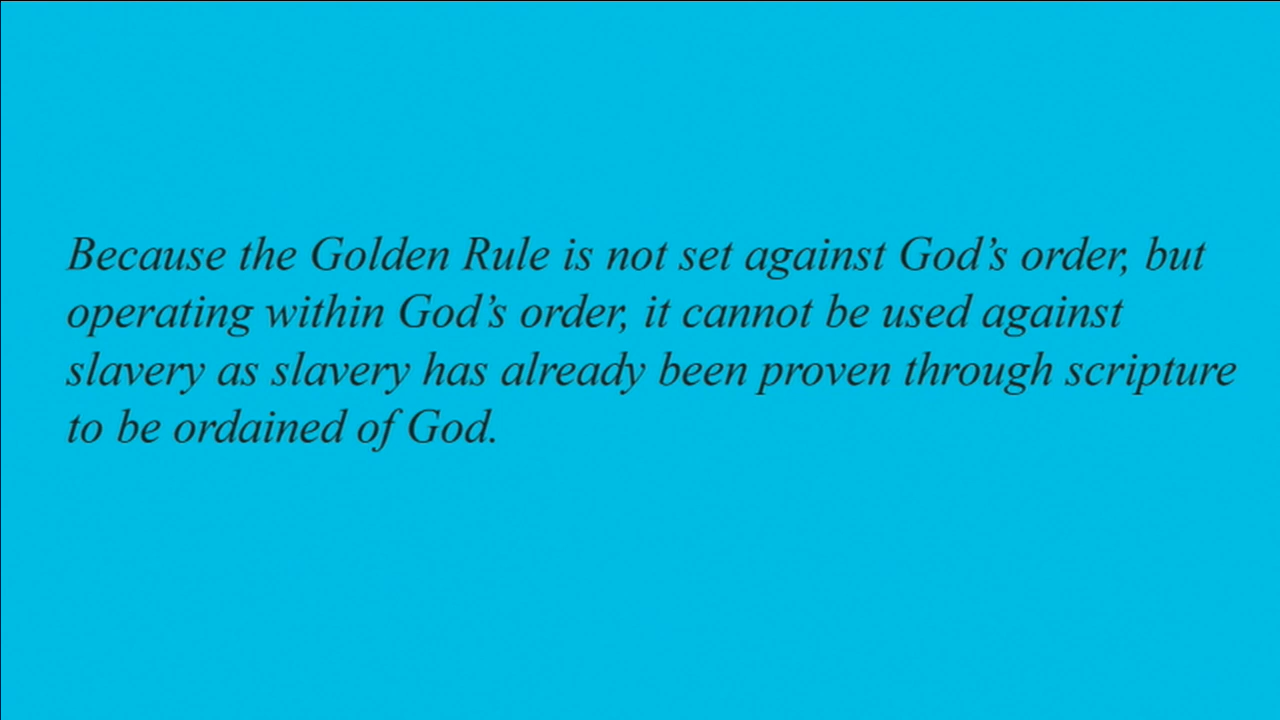 Because the Golden Rule is not set against God’s order, but
operating within God’s order, it cannot be used against
slavery as slavery has already been proven through scripture
to be ordained of God.